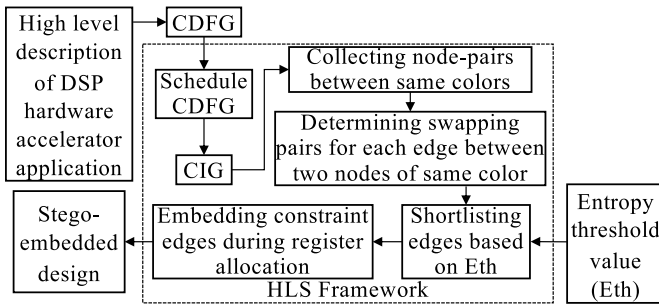 High level
description
of DSP
hardware
accelerator
application
CDFG
Schedule
CDFG
CIG
Collecting node-pairs
between same colors
Determining swapping
pairs for each edge between
two nodes of same color
Shortlisting
edges based
on Eth
Entropy
threshold
value
(Eth)
Embedding constraint
edges during register
allocation
Stego-
embedded
design
HLS Framework